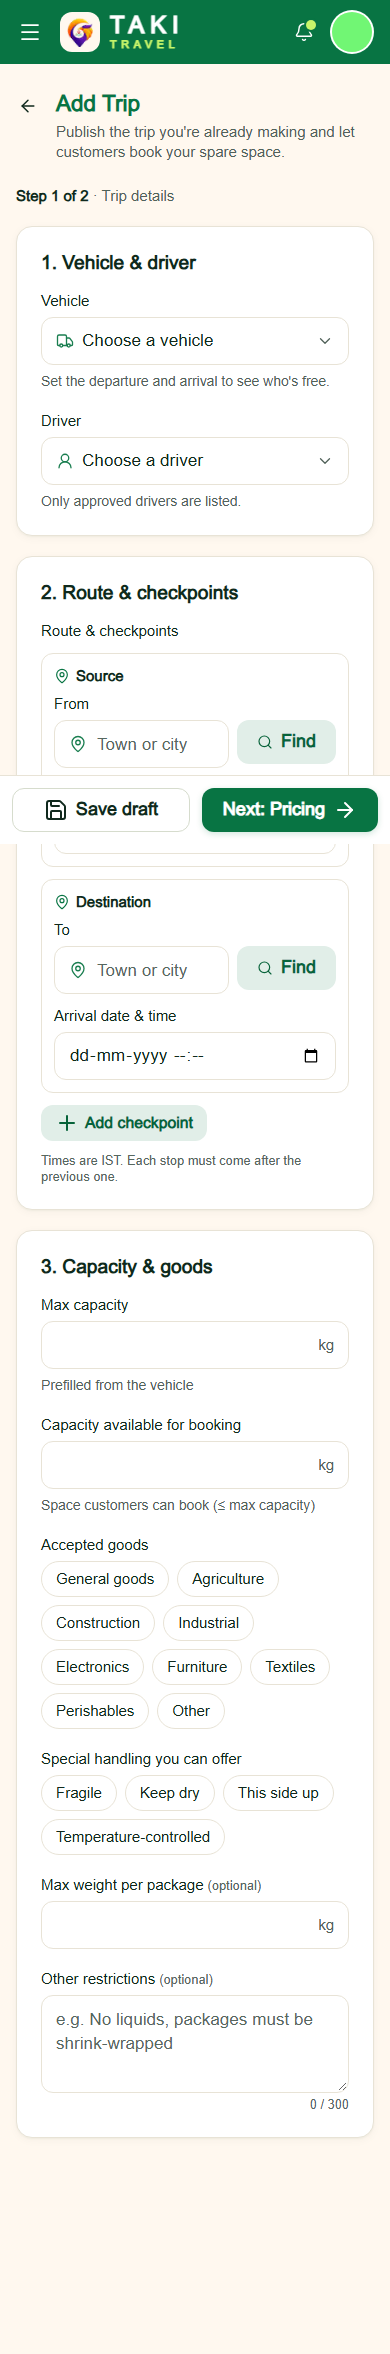 TAKI
TRAVEL
Add Trip
Publish the trip you're already making and let
customers book your spare space.
Step 1 of 2 · Trip details
1. Vehicle & driver
Vehicle
Choose a vehicle
Set the departure and arrival to see who's free.
Driver
Choose a driver
Only approved drivers are listed.
2. Route & checkpoints
Route & checkpoints
Source
From
Town or city
Find
Save draft
Next: Pricing
Destination
To
Town or city
Find
Arrival date & time
dd-mm-yyyy --:--
Add checkpoint
Times are IST. Each stop must come after the
previous one.
3. Capacity & goods
Max capacity
kg
Prefilled from the vehicle
Capacity available for booking
kg
Space customers can book (≤ max capacity)
Accepted goods
General goods
Agriculture
Construction
Industrial
Electronics
Furniture
Textiles
Perishables
Other
Special handling you can offer
Fragile
Keep dry
This side up
Temperature-controlled
Max weight per package (optional)
kg
Other restrictions (optional)
e.g. No liquids, packages must be
shrink-wrapped
0 / 300